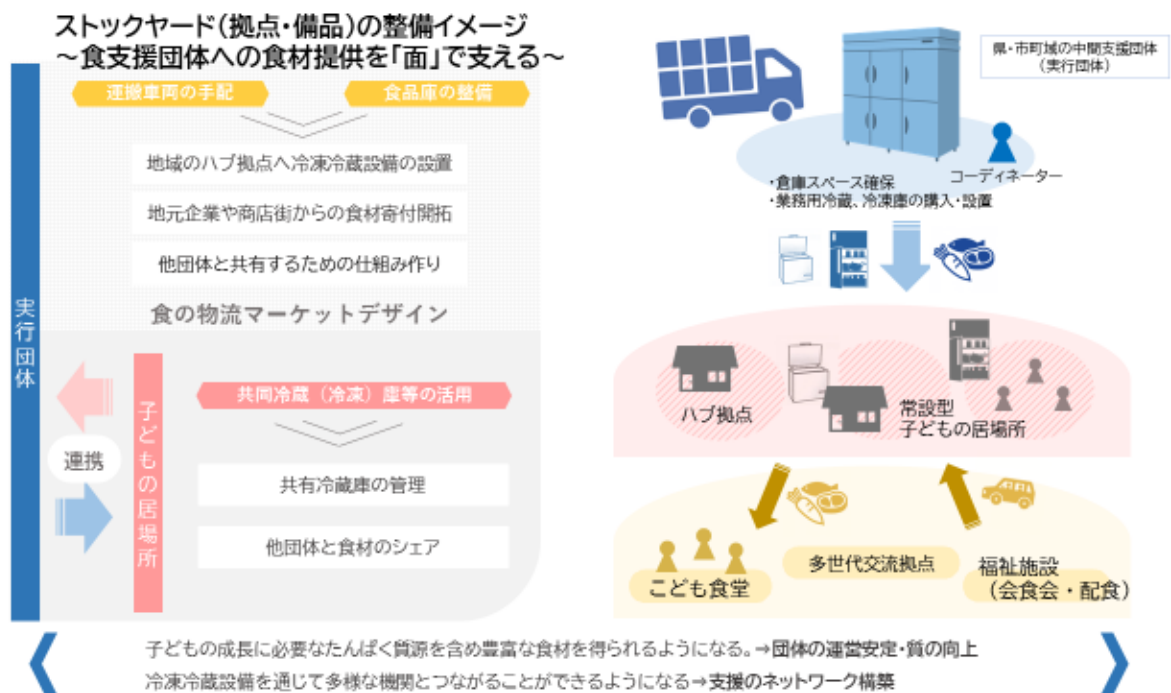 ストックヤード(拠点・備品)の整備イメージ
～食支援団体への食材提供を「面」で支える～
運搬車両の手配
食品庫の整備
地域のハブ拠点へ冷凍冷蔵設備の設置
地元企業や商店街からの食材寄付開拓
他団体と共有するための仕組み作り
食の物流マーケットデザイン
実行団体
連携
子どもの居場所
共同冷蔵（冷凍）庫等の活用
共有冷蔵庫の管理
他団体と食材のシェア
県・市町域の中間支援団体
（実行団体）
コーディネーター
・倉庫スペース確保
・業務用冷蔵、冷凍庫の購入・設置
ハブ拠点
常設型
子どもの居場所
こども食堂
多世代交流拠点
福祉施設
（会食会・配食）
子どもの成長に必要なたんぱく質源を含め豊富な食材を得られるようになる。→団体の運営安定・質の向上
冷凍冷蔵設備を通じて多様な機関とつながることができるようになる→支援のネットワーク構築